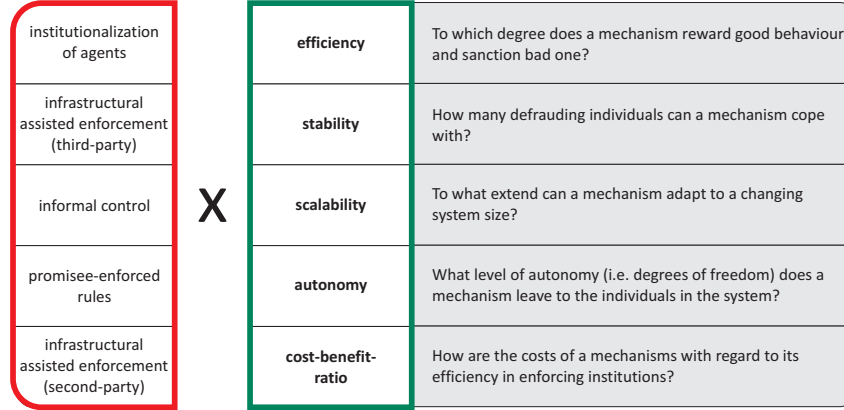 institutionalization
of agents
efficiency
To which degree does a mechanism reward good behaviour
and sanction bad one?
infrastructural
assisted enforcement
(third-party)
stability
How many defrauding individuals can a mechanism cope
with?
informal control
X
scalability
To what extend can a mechanism adapt to a changing
system size?
promisee-enforced
rules
autonomy
What level of autonomy (i.e. degrees of freedom) does a
mechanism leave to the individuals in the system?
infrastructural
assisted enforcement
(second-party)
cost-benefit-
ratio
How are the costs of a mechanisms with regard to its
efficiency in enforcing institutions?